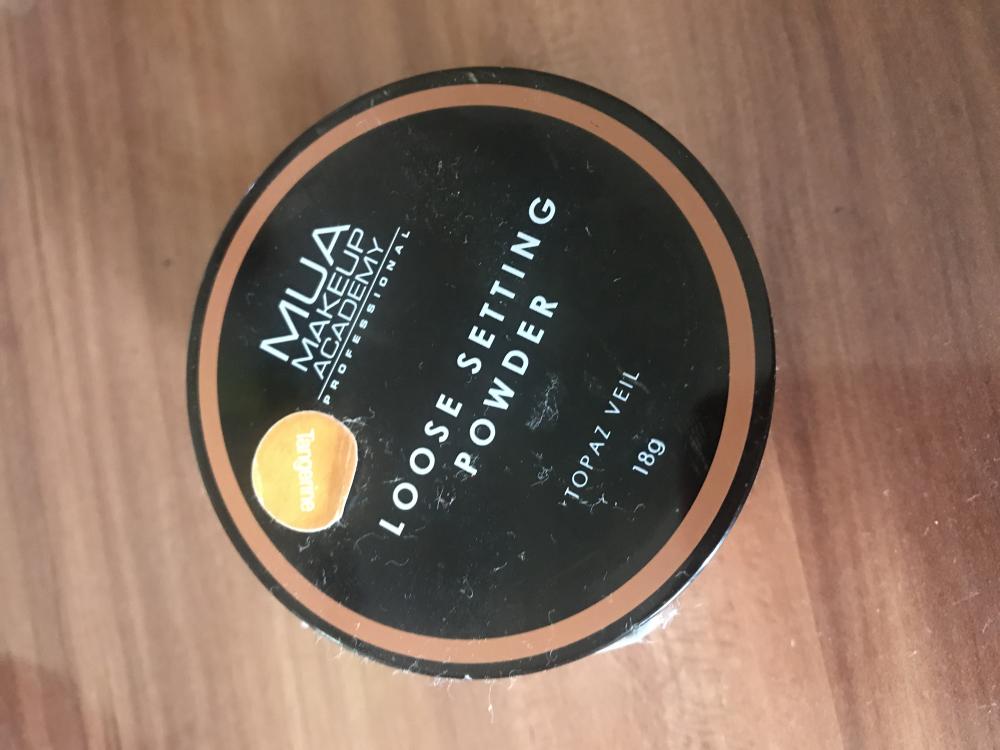 MUA
MAKEUP
ACADEMY
PROFESSIONAL
Tangerine
LOOSE SETTING
POWDER
TOPAZ VEIL
18g